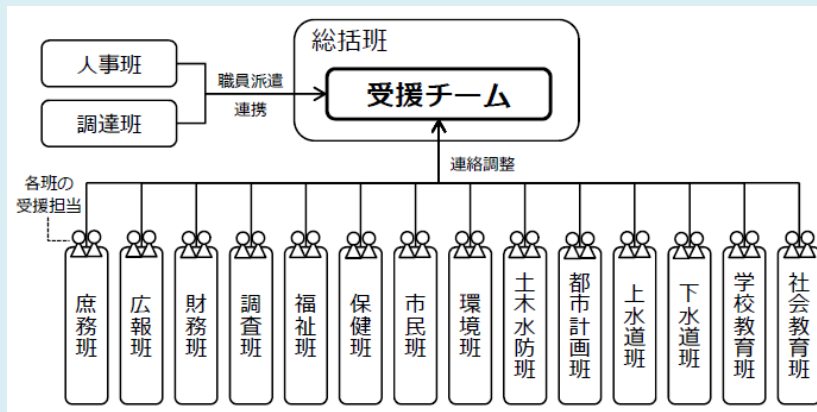 総括班
人事班
受援チーム
職員派遣
連携
調達班
連絡調整
各班の
受援担当
庶務班
広報班
財務班
調査班
福祉班
保健班
市民班
環境班
土木水防班
都市計画班
上水道班
下水道班
学校教育班
社会教育班